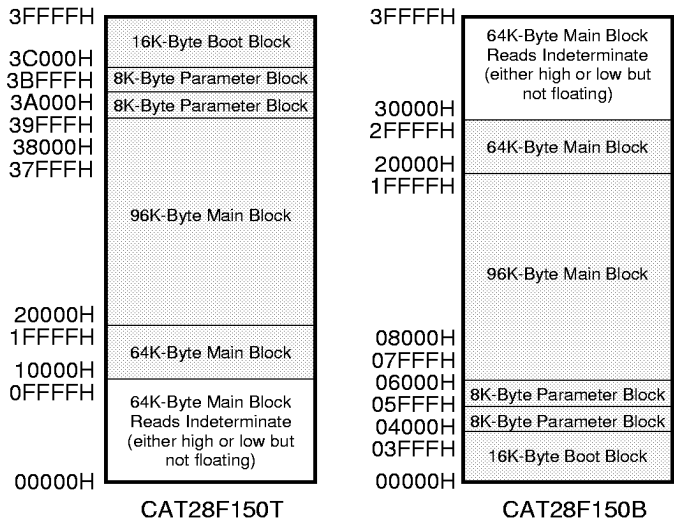 3FFFFH
16K-Byte Boot Block
3C000H
3BFFFH
8K-Byte Parameter Block
3A000H
8K-Byte Parameter Block
39FFFH
38000H
37FFFH
96K-Byte Main Block
20000H
1FFFFH
64K-Byte Main Block
10000H
0FFFFH
64K-Byte Main Block
Reads Indeterminate
(either high or low but
not floating)
00000H
CAT28F150T
3FFFFH
64K-Byte Main Block
Reads Indeterminate
(either high or low but
not floating)
30000H
2FFFFH
64K-Byte Main Block
20000H
1FFFFH
96K-Byte Main Block
08000H
07FFFH
06000H
8K-Byte Parameter Block
05FFFH
8K-Byte Parameter Block
04000H
03FFFH
16K-Byte Boot Block
00000H
CAT28F150B